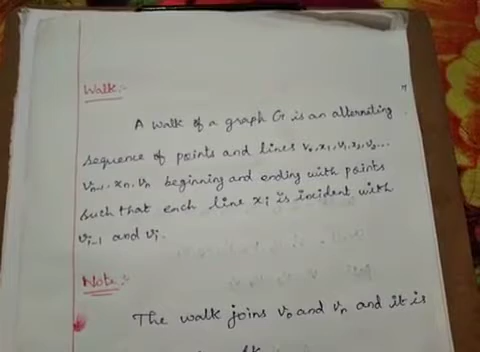 Walk:-
A walk of a graph G is an alternating
sequence of points and lines v₀, x₁, v₁, x₂, v₂...
vₙ₋₁, xₙ, vₙ beginning and ending with points
such that each line xᵢ is incident with
vᵢ₋₁ and vᵢ.
Note:-
The walk joins v₀ and vₙ and it is